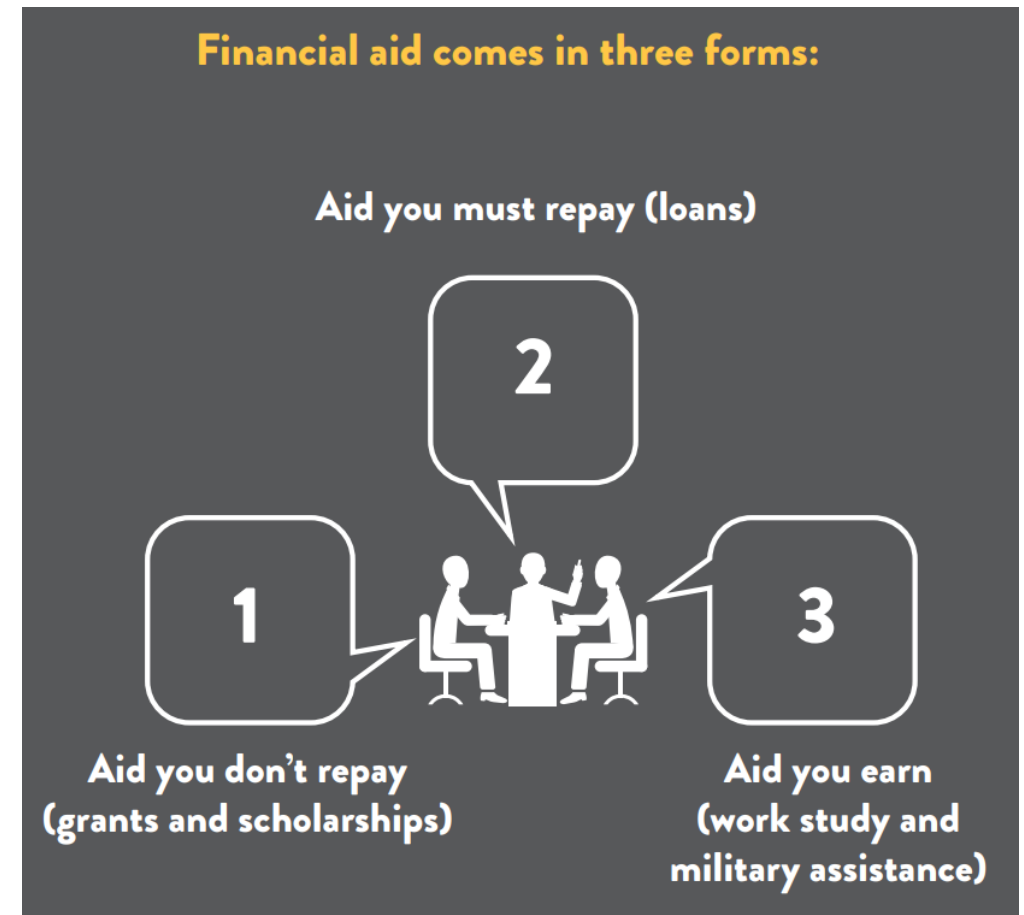 Financial aid comes in three forms:
Aid you must repay (loans)
2
1
3
Aid you don’t repay
(grants and scholarships)
Aid you earn
(work study and
military assistance)